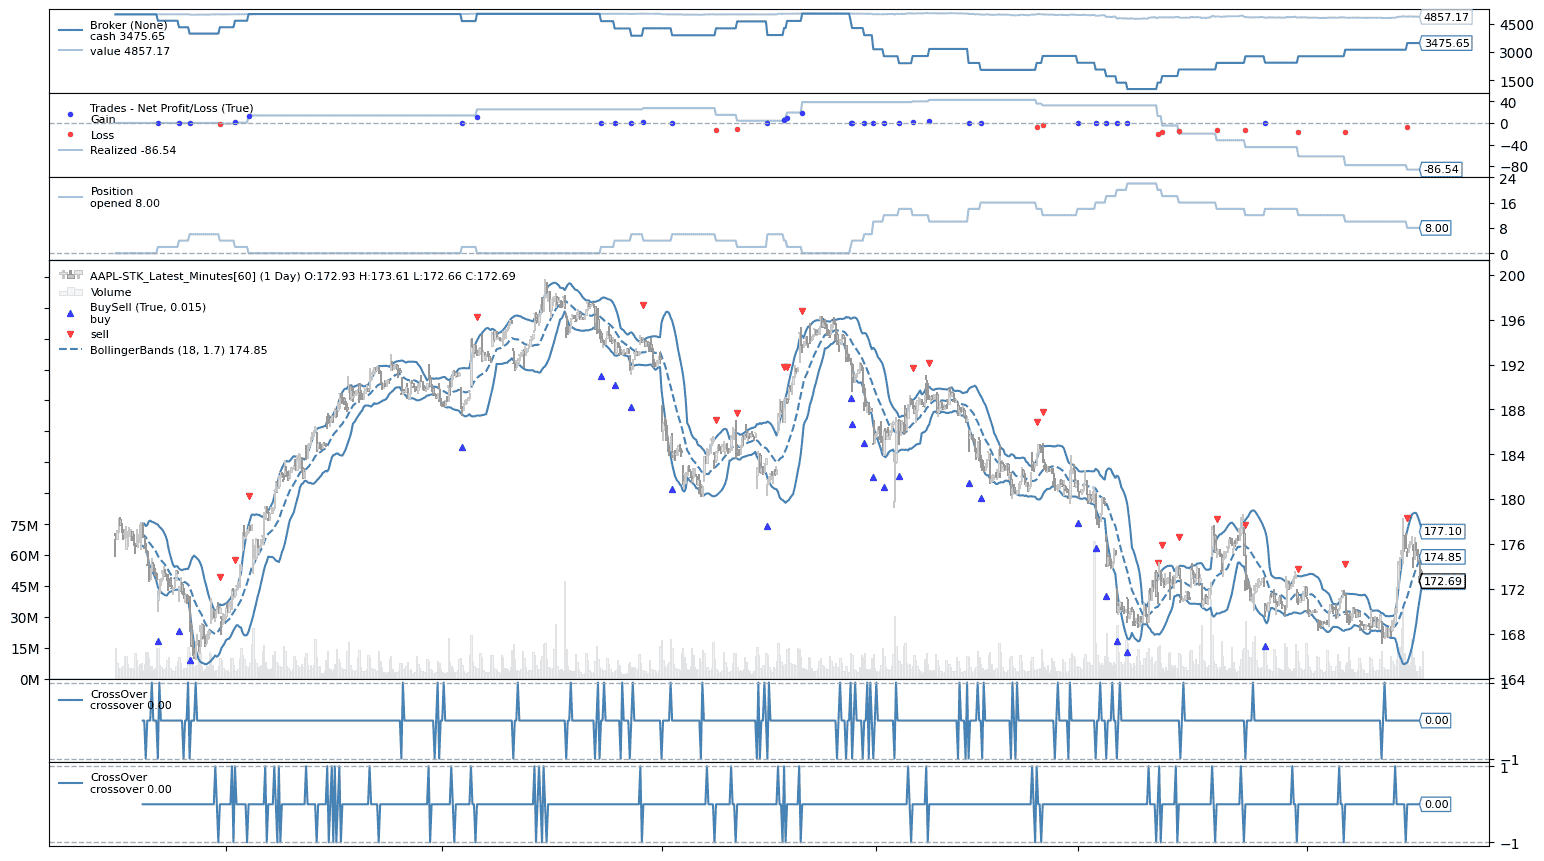 Broker (None)
cash 3475.65
value 4857.17
4857.17
3475.65
4500
3000
1500
Trades - Net Profit/Loss (True)
Gain
Loss
Realized -86.54
40
0
−40
−80
-86.54
Position
opened 8.00
24
16
8
0
8.00
AAPL-STK_Latest_Minutes[60] (1 Day) O:172.93 H:173.61 L:172.66 C:172.69
Volume
BuySell (True, 0.015)
buy
sell
BollingerBands (18, 1.7) 174.85
200
196
192
188
184
180
176
172
168
164
177.10
174.85
172.69
75M
60M
45M
30M
15M
0M
CrossOver
crossover 0.00
1
0.00
−1
CrossOver
crossover 0.00
1
0.00
−1